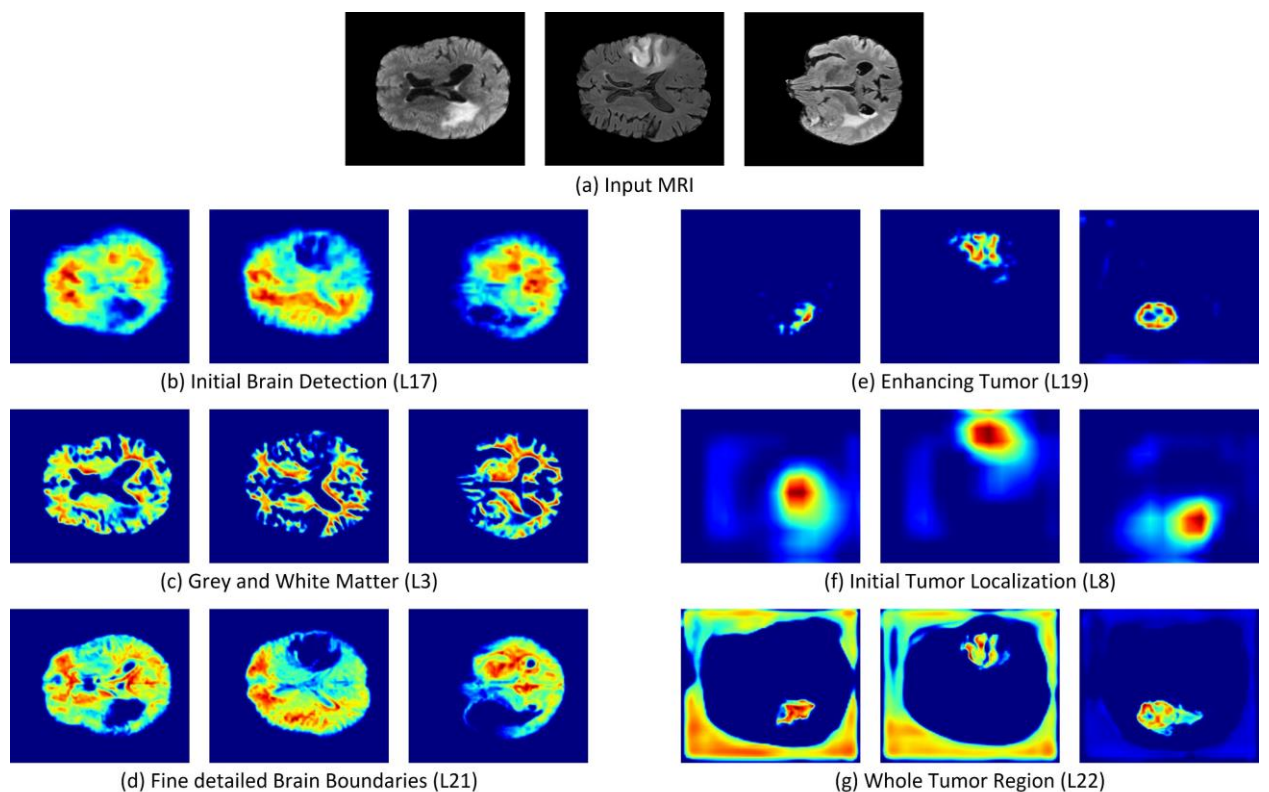 (a) Input MRI
(b) Initial Brain Detection (L17)
(e) Enhancing Tumor (L19)
(c) Grey and White Matter (L3)
(f) Initial Tumor Localization (L8)
(d) Fine detailed Brain Boundaries (L21)
(g) Whole Tumor Region (L22)